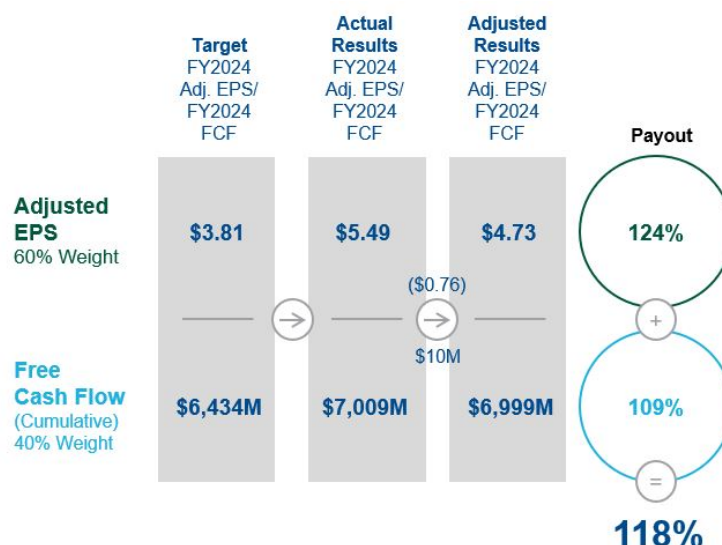 Target
FY2024
Adj. EPS/
FY2024
FCF
Actual
Results
FY2024
Adj. EPS/
FY2024
FCF
Adjusted
Results
FY2024
Adj. EPS/
FY2024
FCF
Payout
Adjusted
EPS
60% Weight
$3.81
$5.49
$4.73
124%
($0.76)
+
$10M
Free
Cash Flow
(Cumulative)
40% Weight
$6,434M
$7,009M
$6,999M
109%
=
118%